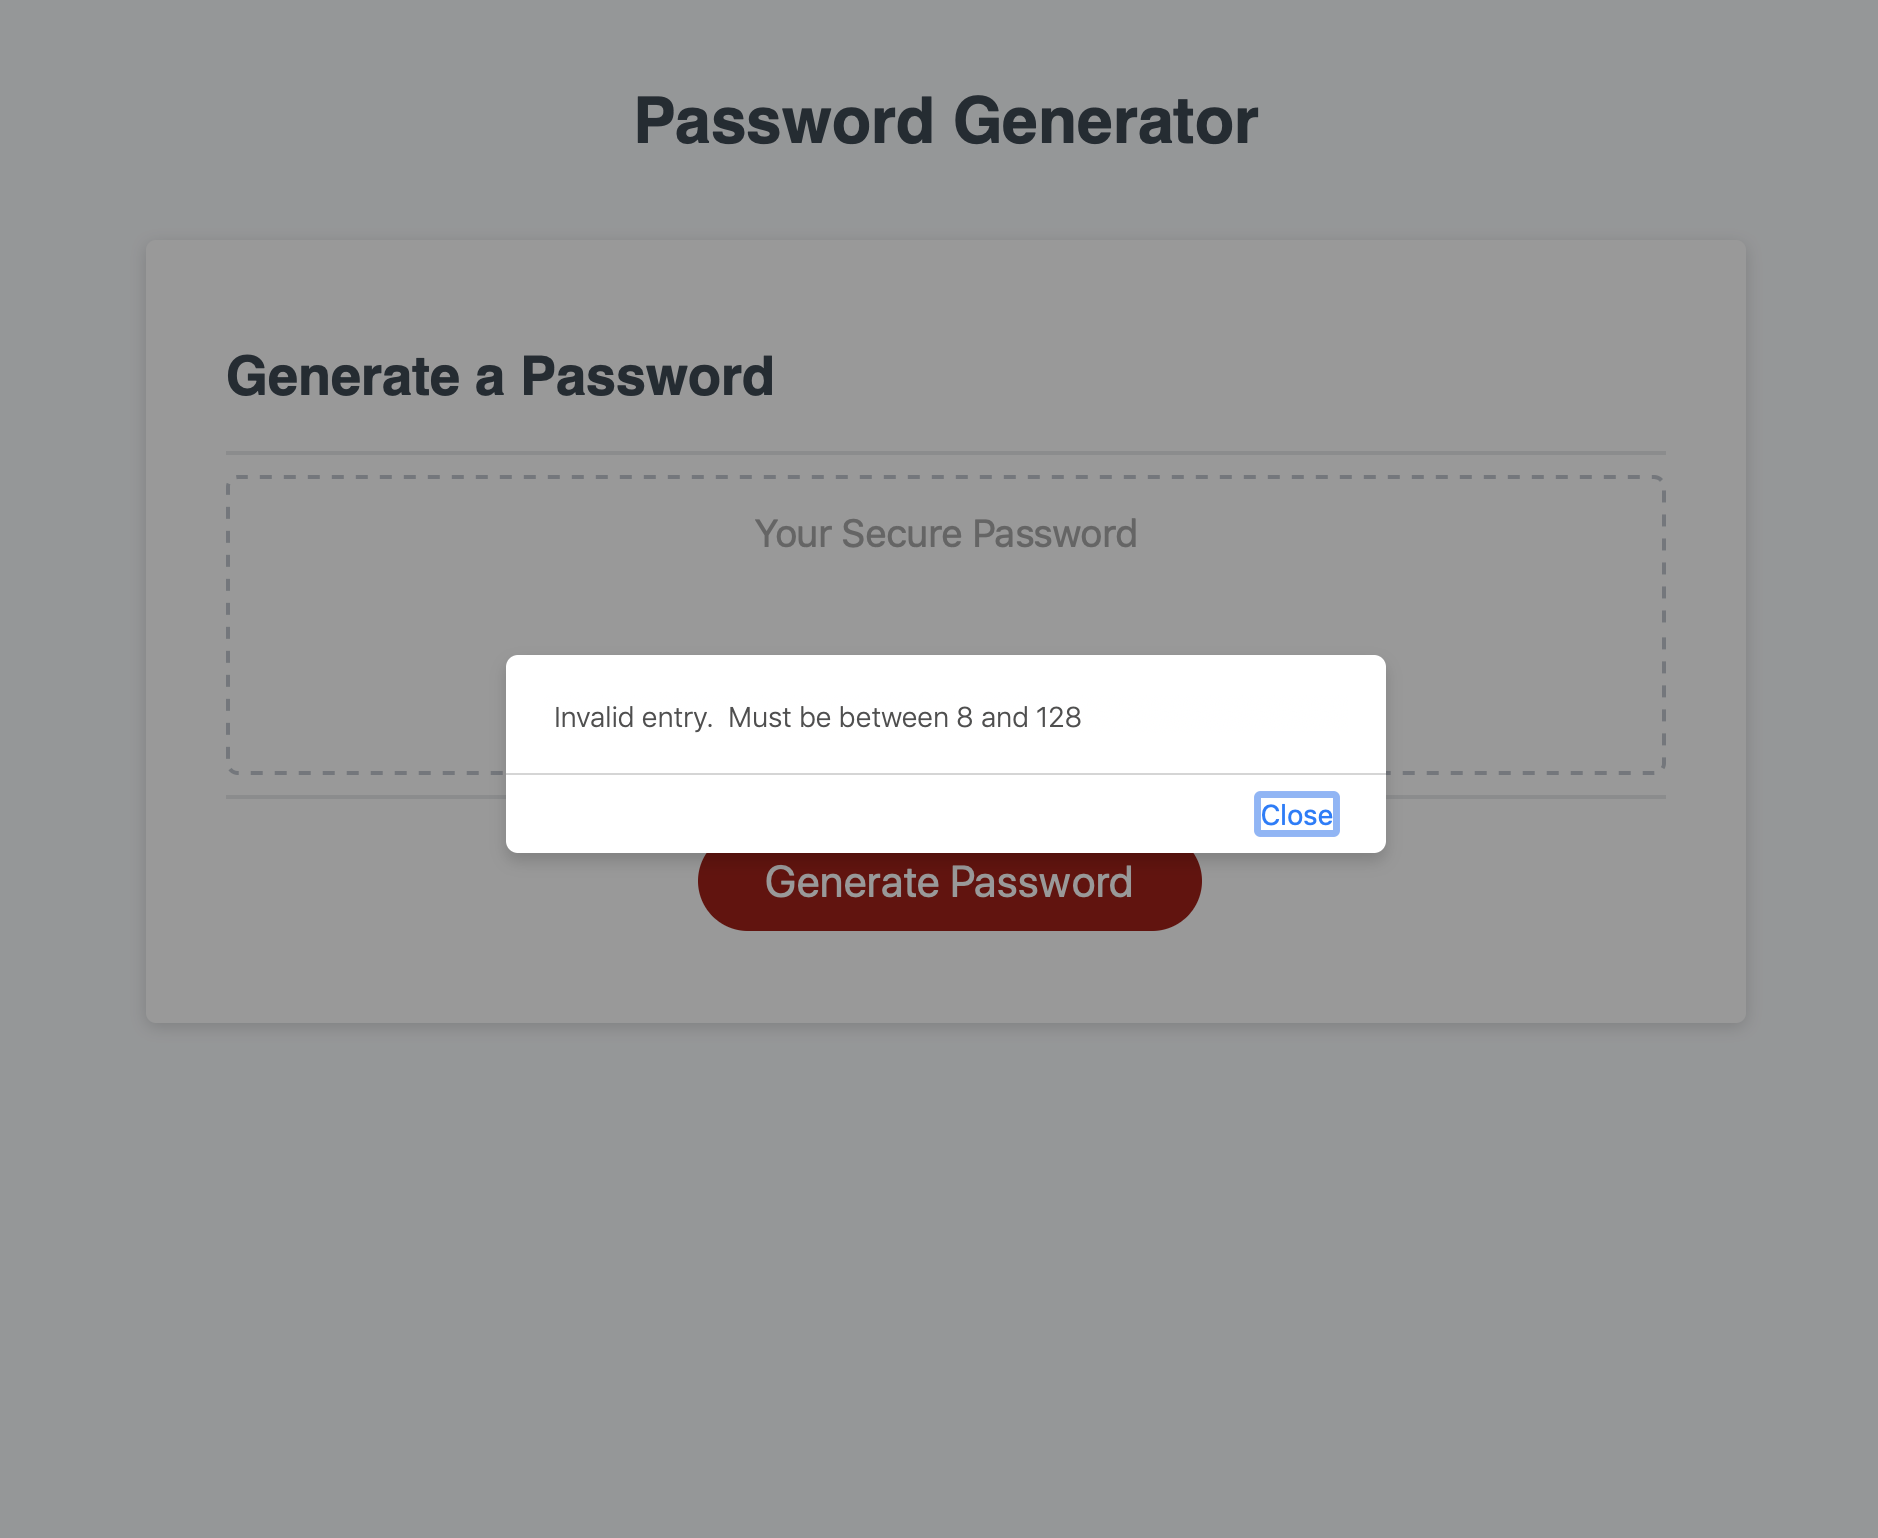 Password Generator
Generate a Password
Your Secure Password
Invalid entry.  Must be between 8 and 128
Close
Generate Password